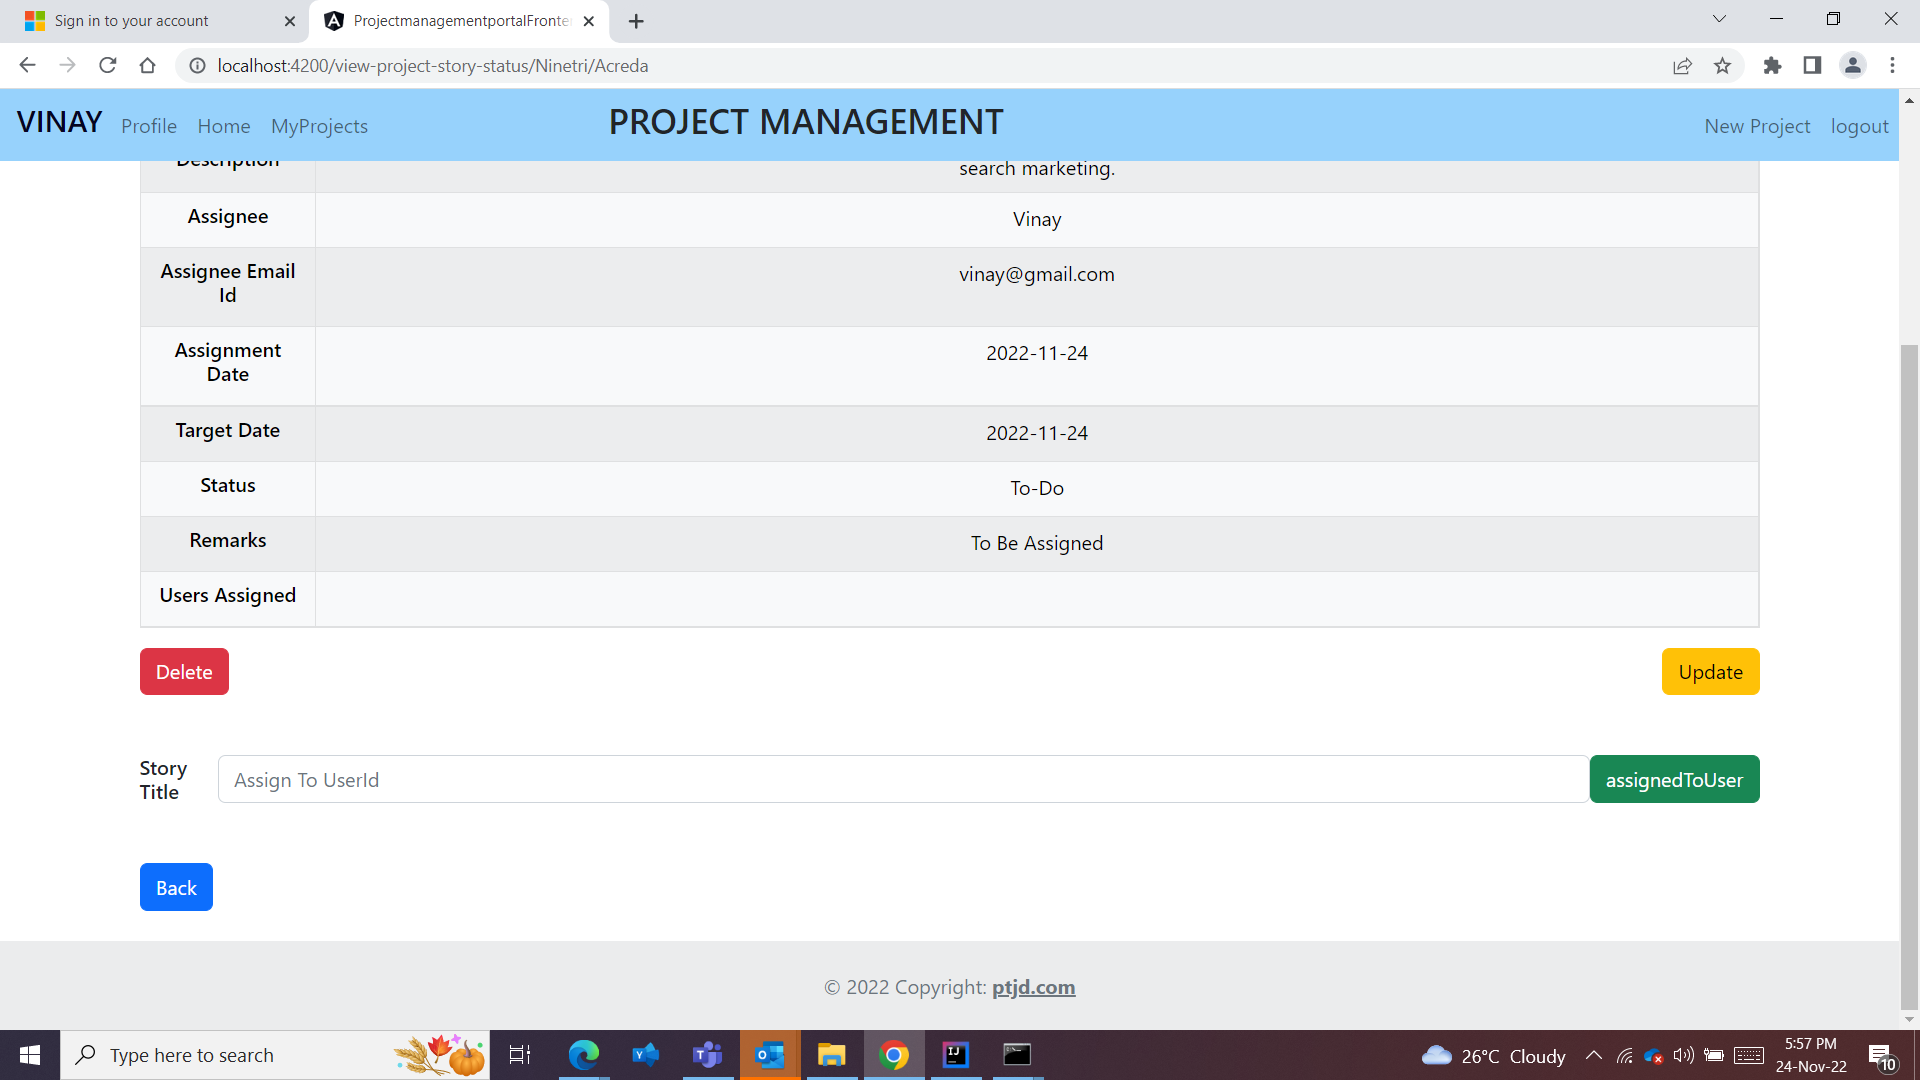 Sign in to your account
ProjectmanagementportalFronte
localhost:4200/view-project-story-status/Ninetri/Acreda
VINAY Profile Home MyProjects PROJECT MANAGEMENT New Project logout
Description search marketing.
Assignee Vinay
Assignee Email
Id
vinay@gmail.com
Assignment
Date
2022-11-24
Target Date 2022-11-24
Status To-Do
Remarks To Be Assigned
Users Assigned
Delete Update
Story
Title
Assign To UserId
assignedToUser
Back
© 2022 Copyright: ptjd.com
Type here to search
26°C Cloudy
5:57 PM
24-Nov-22
10